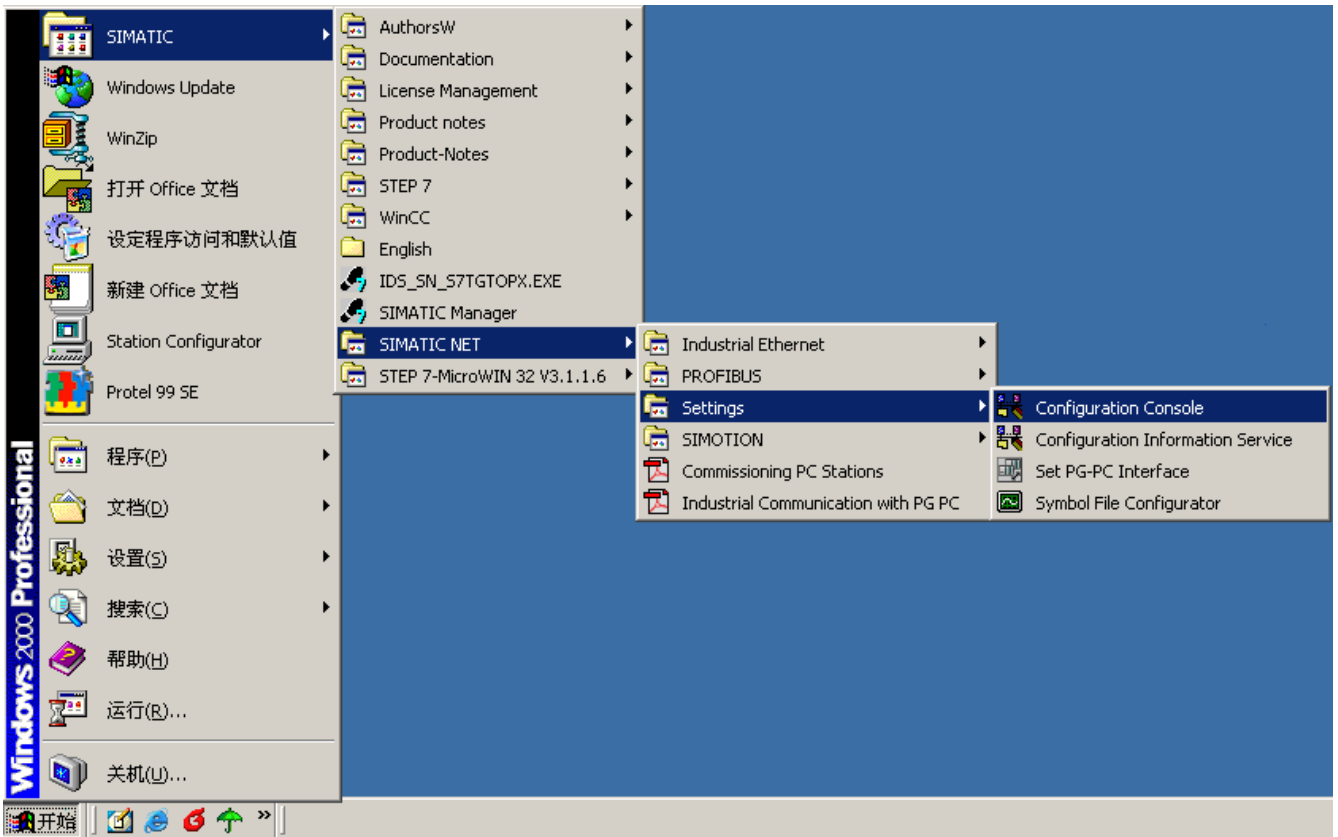 SIMATIC
Windows Update
WinZip
打开 Office 文档
设定程序访问和默认值
新建 Office 文档
Station Configurator
Protel 99 SE
程序(P)
文档(D)
设置(S)
搜索(C)
帮助(H)
运行(R)...
关机(U)...
Windows 2000 Professional
AuthorsW
Documentation
License Management
Product notes
Product-Notes
STEP 7
WinCC
English
IDS_SN_S7TGTOPX.EXE
SIMATIC Manager
SIMATIC NET
STEP 7-MicroWIN 32 V3.1.1.6
Industrial Ethernet
PROFIBUS
Settings
SIMOTION
Commissioning PC Stations
Industrial Communication with PG PC
Configuration Console
Configuration Information Service
Set PG-PC Interface
Symbol File Configurator
开始